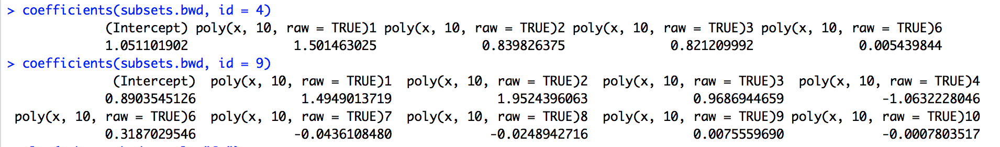 > coefficients(subsets.bwd, id = 4)
(Intercept) poly(x, 10, raw = TRUE)1 poly(x, 10, raw = TRUE)2 poly(x, 10, raw = TRUE)3 poly(x, 10, raw = TRUE)6
1.051101902 1.501463025 0.839826375 0.821209992 0.005439844
> coefficients(subsets.bwd, id = 9)
(Intercept) poly(x, 10, raw = TRUE)1 poly(x, 10, raw = TRUE)2 poly(x, 10, raw = TRUE)3 poly(x, 10, raw = TRUE)4
0.8903545126 1.4949013719 1.9524396063 0.9686944659 -1.0632228046
poly(x, 10, raw = TRUE)6 poly(x, 10, raw = TRUE)7 poly(x, 10, raw = TRUE)8 poly(x, 10, raw = TRUE)9 poly(x, 10, raw = TRUE)10
0.3187029546 -0.0436108480 -0.0248942716 0.0075559690 -0.0007803517